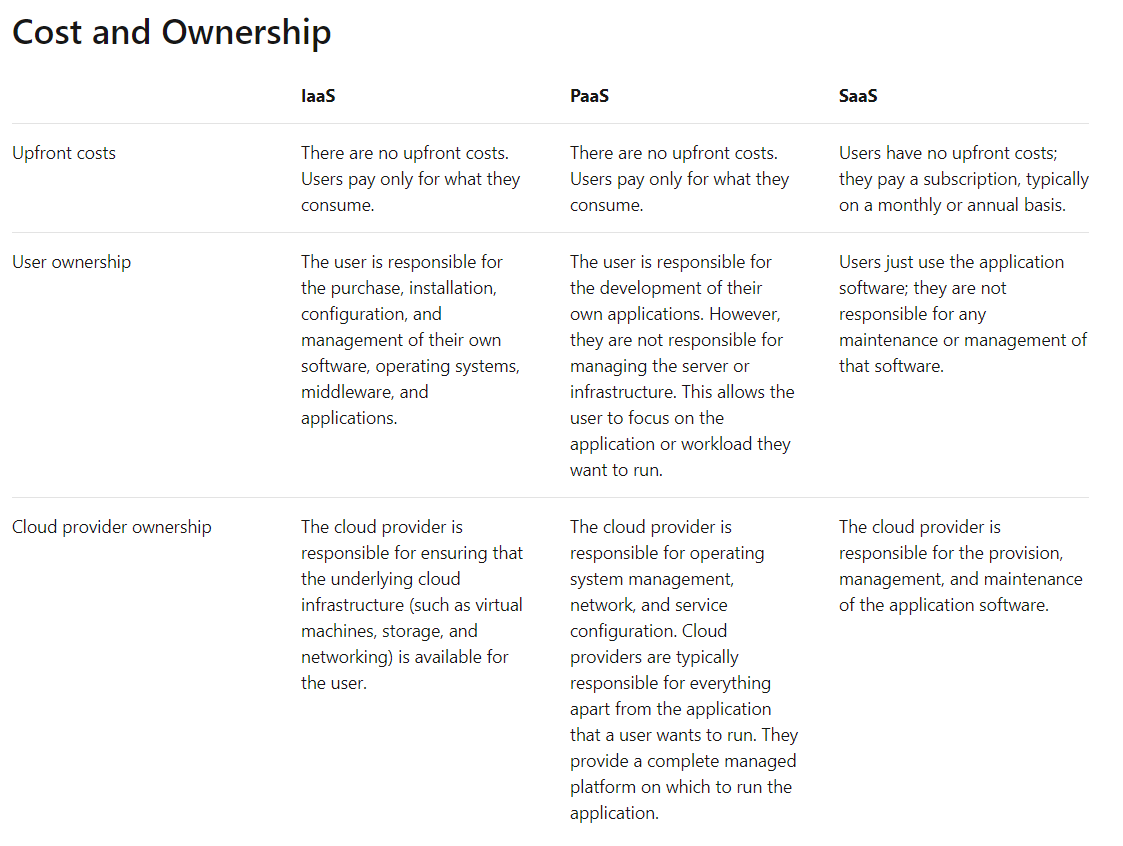 Cost and Ownership
IaaS
PaaS
SaaS
Upfront costs
There are no upfront costs.
Users pay only for what they
consume.
There are no upfront costs.
Users pay only for what they
consume.
Users have no upfront costs;
they pay a subscription, typically
on a monthly or annual basis.
User ownership
The user is responsible for
the purchase, installation,
configuration, and
management of their own
software, operating systems,
middleware, and
applications.
The user is responsible for
the development of their
own applications. However,
they are not responsible for
managing the server or
infrastructure. This allows the
user to focus on the
application or workload they
want to run.
Users just use the application
software; they are not
responsible for any
maintenance or management of
that software.
Cloud provider ownership
The cloud provider is
responsible for ensuring that
the underlying cloud
infrastructure (such as virtual
machines, storage, and
networking) is available for
the user.
The cloud provider is
responsible for operating
system management,
network, and service
configuration. Cloud
providers are typically
responsible for everything
apart from the application
that a user wants to run. They
provide a complete managed
platform on which to run the
application.
The cloud provider is
responsible for the provision,
management, and maintenance
of the application software.